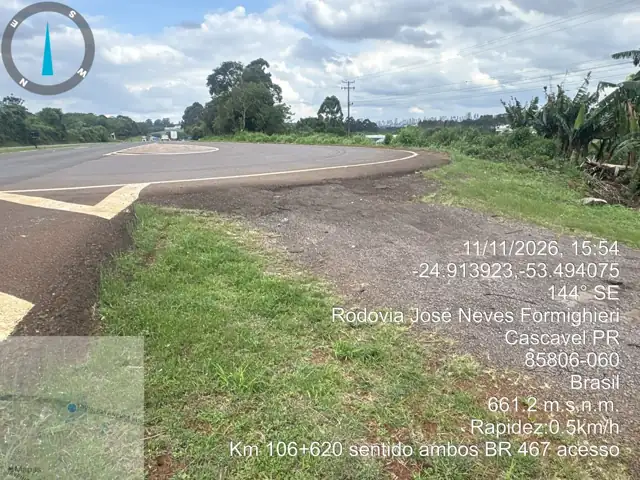 S
E
W
N
11/11/2026, 15:54
-24.913923,-53.494075
144° SE
Rodovia José Neves Formighieri
Cascavel PR
85806-060
Brasil
661.2 m.s.n.m.
Rapidez:0.5km/h
Km 106+620 sentido ambos BR 467 acesso
Mapas